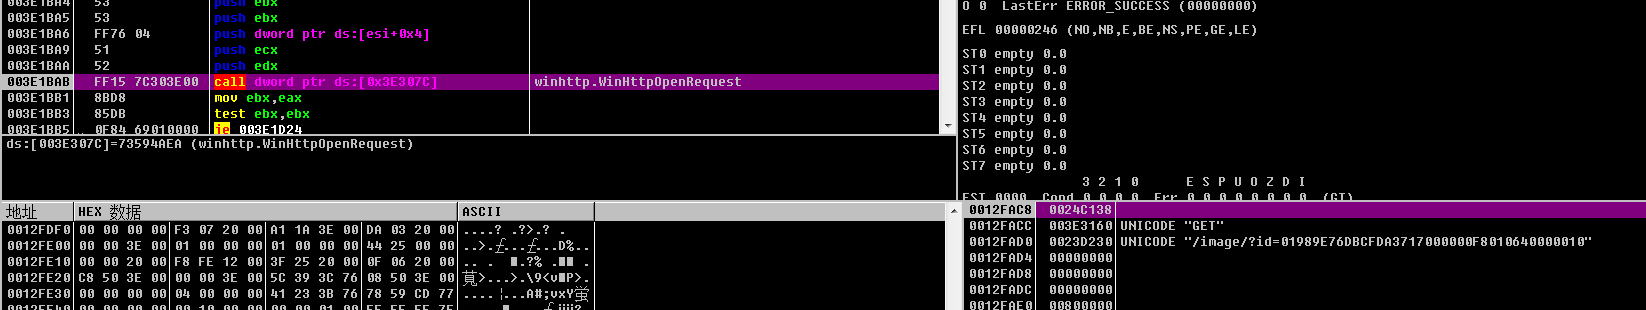 003E1BA4 53 push ebx
003E1BA5 53 push ebx
003E1BA6 FF76 04 push dword ptr ds:[esi+0x4]
003E1BA9 51 push ecx
003E1BAA 52 push edx
003E1BAB FF15 7C303E00 call dword ptr ds:[0x3E307C] winhttp.WinHttpOpenRequest
003E1BB1 8BD8 mov ebx,eax
003E1BB3 85DB test ebx,ebx
003E1BB5 0F84 69010000 je 003E1D24
ds:[003E307C]=73594AEA (winhttp.WinHttpOpenRequest)
O 0 LastErr ERROR_SUCCESS (00000000)
EFL 00000246 (NO,NB,E,BE,NS,PE,GE,LE)
ST0 empty 0.0
ST1 empty 0.0
ST2 empty 0.0
ST3 empty 0.0
ST4 empty 0.0
ST5 empty 0.0
ST6 empty 0.0
ST7 empty 0.0
3 2 1 0 E S P U O Z D I
FST 0000 Cond 0 0 0 0 Err 0 0 0 0 0 0 0 0 (GT)
地址 HEX 数据 ASCII
0012FDF0 00 00 00 00 F3 07 20 00 A1 1A 3E 00 DA 03 20 00
0012FE00 00 00 3E 00 01 00 00 00 01 00 00 00 44 25 00 00
0012FE10 00 00 20 00 F8 FE 12 00 3F 25 20 00 0F 06 20 00
0012FE20 C8 50 3E 00 00 00 3E 00 5C 39 3C 76 08 50 3E 00
0012FE30 00 00 00 00 04 00 00 00 41 23 3B 76 78 59 CD 77
0012FAC8 0024C138
0012FACC 003E3160 UNICODE "GET"
0012FAD0 0023D230 UNICODE "/image/?id=01989E76DBCFDA3717000000F8010640000010"
0012FAD4 00000000
0012FAD8 00000000
0012FADC 00000000
0012FAE0 00800000